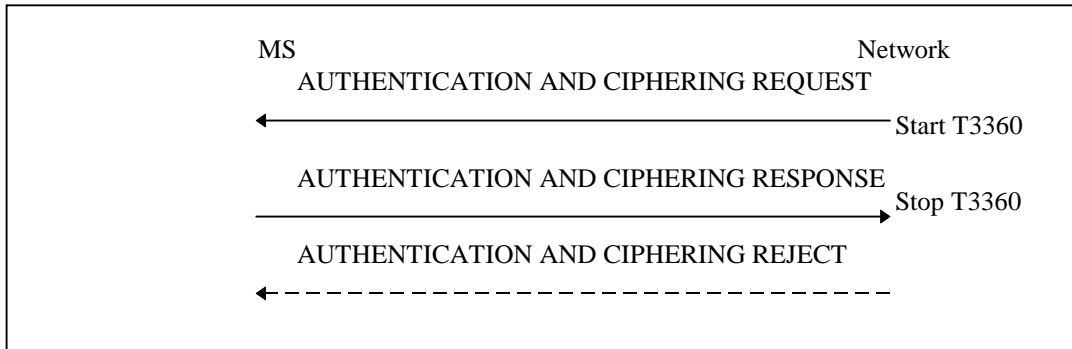 MS Network
AUTHENTICATION AND CIPHERING REQUEST
Start T3360
AUTHENTICATION AND CIPHERING RESPONSE
Stop T3360
AUTHENTICATION AND CIPHERING REJECT